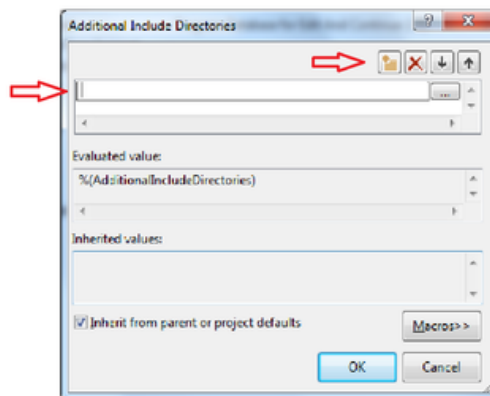 Additional Include Directories
...
Evaluated value:
%(AdditionalIncludeDirectories)
Inherited values:
Inherit from parent or project defaults
Macros>>
OK
Cancel